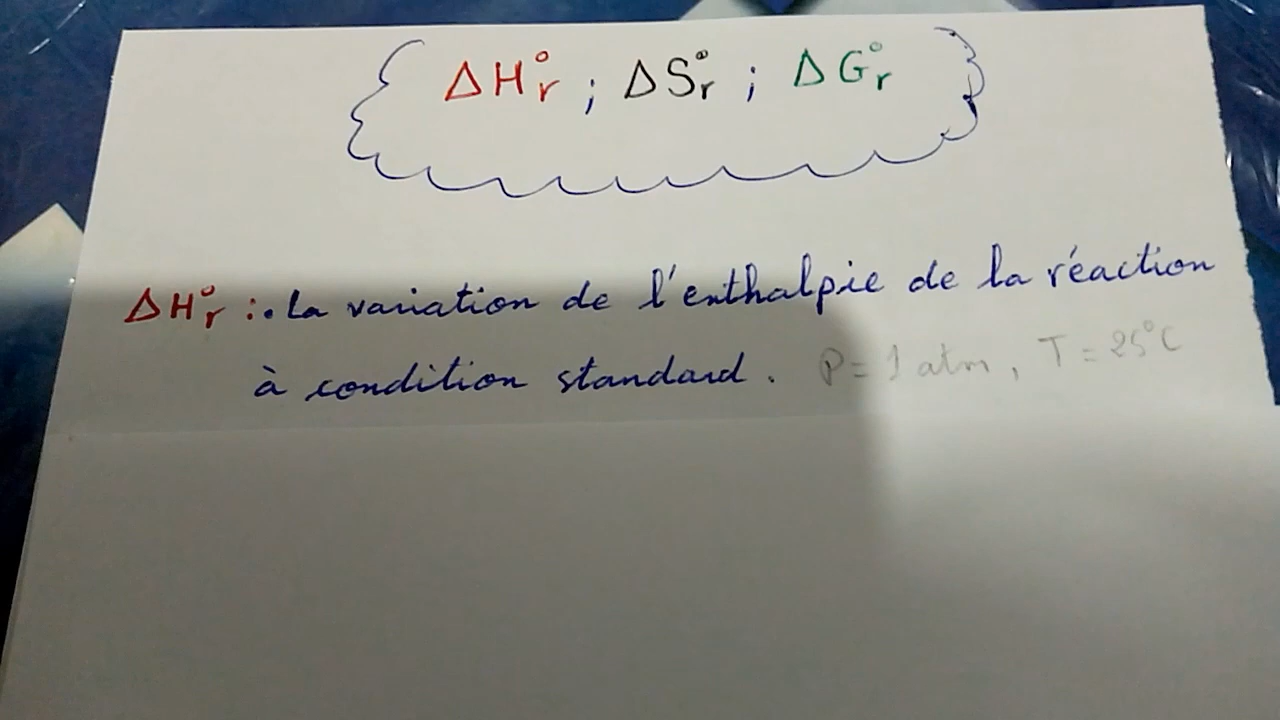 ΔH°r ; ΔS°r ; ΔG°r
ΔH°r :. La variation de l'enthalpie de la réaction
à condition standard. P = 1 atm, T = 25°C